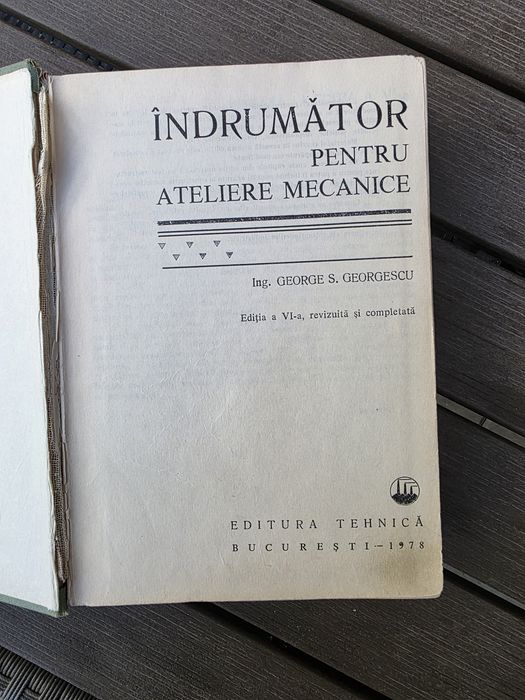 ÎNDRUMĂTOR
PENTRU
ATELIERE MECANICE
Ing. GEORGE S. GEORGESCU
Ediția a VI-a, revizuită și completată
EDITURA TEHNICĂ
BUCUREȘTI — 1978